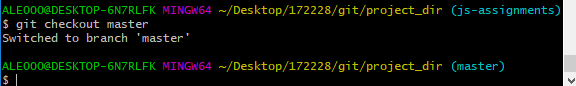 ALEOOO@DESKTOP-6N7RLFK MINGW64 ~/Desktop/172228/git/project_dir (js-assignments)
$ git checkout master
Switched to branch 'master'
ALEOOO@DESKTOP-6N7RLFK MINGW64 ~/Desktop/172228/git/project_dir (master)
$